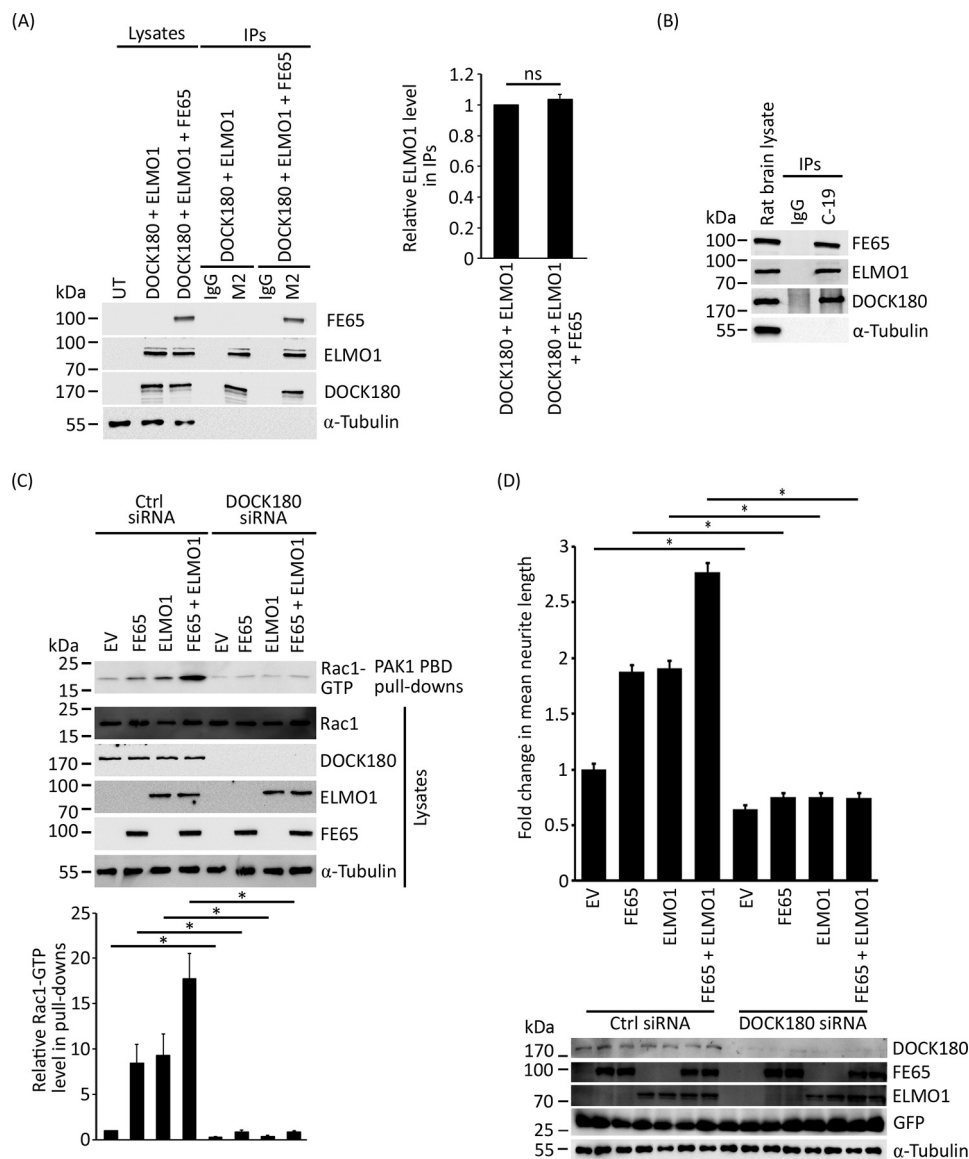 (A)
Lysates
IPs
UT
DOCK180 + ELMO1
DOCK180 + ELMO1 + FE65
IgG
M2
DOCK180 + ELMO1
IgG
M2
DOCK180 + ELMO1 + FE65
kDa
100
FE65
100
70
ELMO1
170
DOCK180
55
α-Tubulin
Relative ELMO1 level
in IPs
1.2
1
0.8
0.6
0.4
0.2
0
ns
DOCK180 + ELMO1
DOCK180 + ELMO1
+ FE65
(B)
Rat brain lysate
IPs
IgG
C-19
kDa
100
FE65
100
70
ELMO1
170
DOCK180
55
α-Tubulin
(C)
Ctrl
siRNA
DOCK180
siRNA
EV
FE65
ELMO1
FE65 + ELMO1
EV
FE65
ELMO1
FE65 + ELMO1
kDa
25
15
Rac1-
GTP
PAK1 PBD
pull-downs
25
15
Rac1
170
DOCK180
100
70
ELMO1
100
FE65
55
α-Tubulin
Lysates
Relative Rac1-GTP
level in pull-downs
25
20
15
10
5
0
*
*
*
*
(D)
Fold change in mean neurite length
3
2.5
2
1.5
1
0.5
0
*
*
*
*
EV
FE65
ELMO1
FE65 + ELMO1
EV
FE65
ELMO1
FE65 + ELMO1
Ctrl siRNA
DOCK180 siRNA
kDa
170
DOCK180
100
FE65
70
ELMO1
25
GFP
55
α-Tubulin